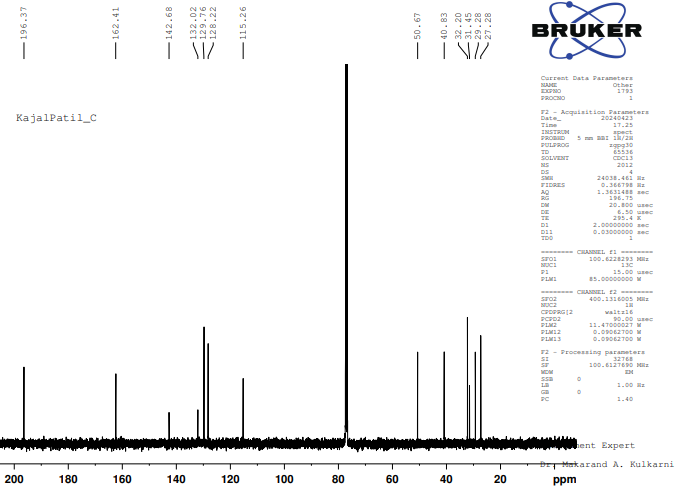 196.37
162.41
142.68
132.02
129.76
128.22
115.26
50.67
40.83
32.20
31.45
29.28
27.28
BRUKER
KajalPatil_C
Current Data Parameters
NAME Other
EXPNO 1793
PROCNO 1
F2 - Acquisition Parameters
Date_ 20240423
Time 17.25
INSTRUM spect
PROBHD 5 mm BBI 1H/2H
PULPROG zgpg30
TD 65536
SOLVENT CDCl3
NS 2012
DS 4
SWH 24038.461 Hz
FIDRES 0.366798 Hz
AQ 1.3631488 sec
RG 196.75
DW 20.800 usec
DE 6.50 usec
TE 295.4 K
D1 2.00000000 sec
D11 0.03000000 sec
TD0 1
======== CHANNEL f1 ========
SFO1 100.6228293 MHz
NUC1 13C
P1 15.00 usec
PLW1 85.00000000 W
======== CHANNEL f2 ========
SFO2 400.1316005 MHz
NUC2 1H
CPDPRG[2 waltz16
PCPD2 90.00 usec
PLW2 11.47000027 W
PLW12 0.09062700 W
PLW13 0.09062700 W
F2 - Processing parameters
SI 32768
SF 100.6127690 MHz
WDW EM
SSB 0
LB 1.00 Hz
GB 0
PC 1.40
ment Expert
Dr. Makarand A. Kulkarni
200 180 160 140 120 100 80 60 40 20 ppm